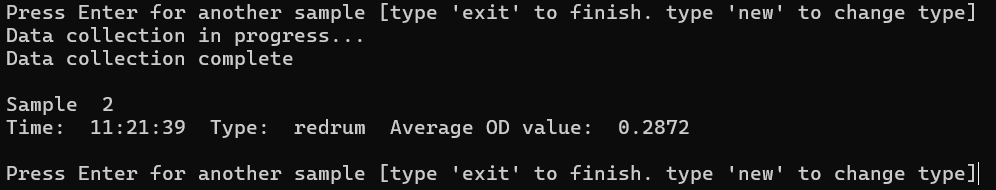 Press Enter for another sample [type 'exit' to finish. type 'new' to change type]
Data collection in progress...
Data collection complete
Sample  2
Time:  11:21:39  Type:  redrum  Average OD value:  0.2872
Press Enter for another sample [type 'exit' to finish. type 'new' to change type]